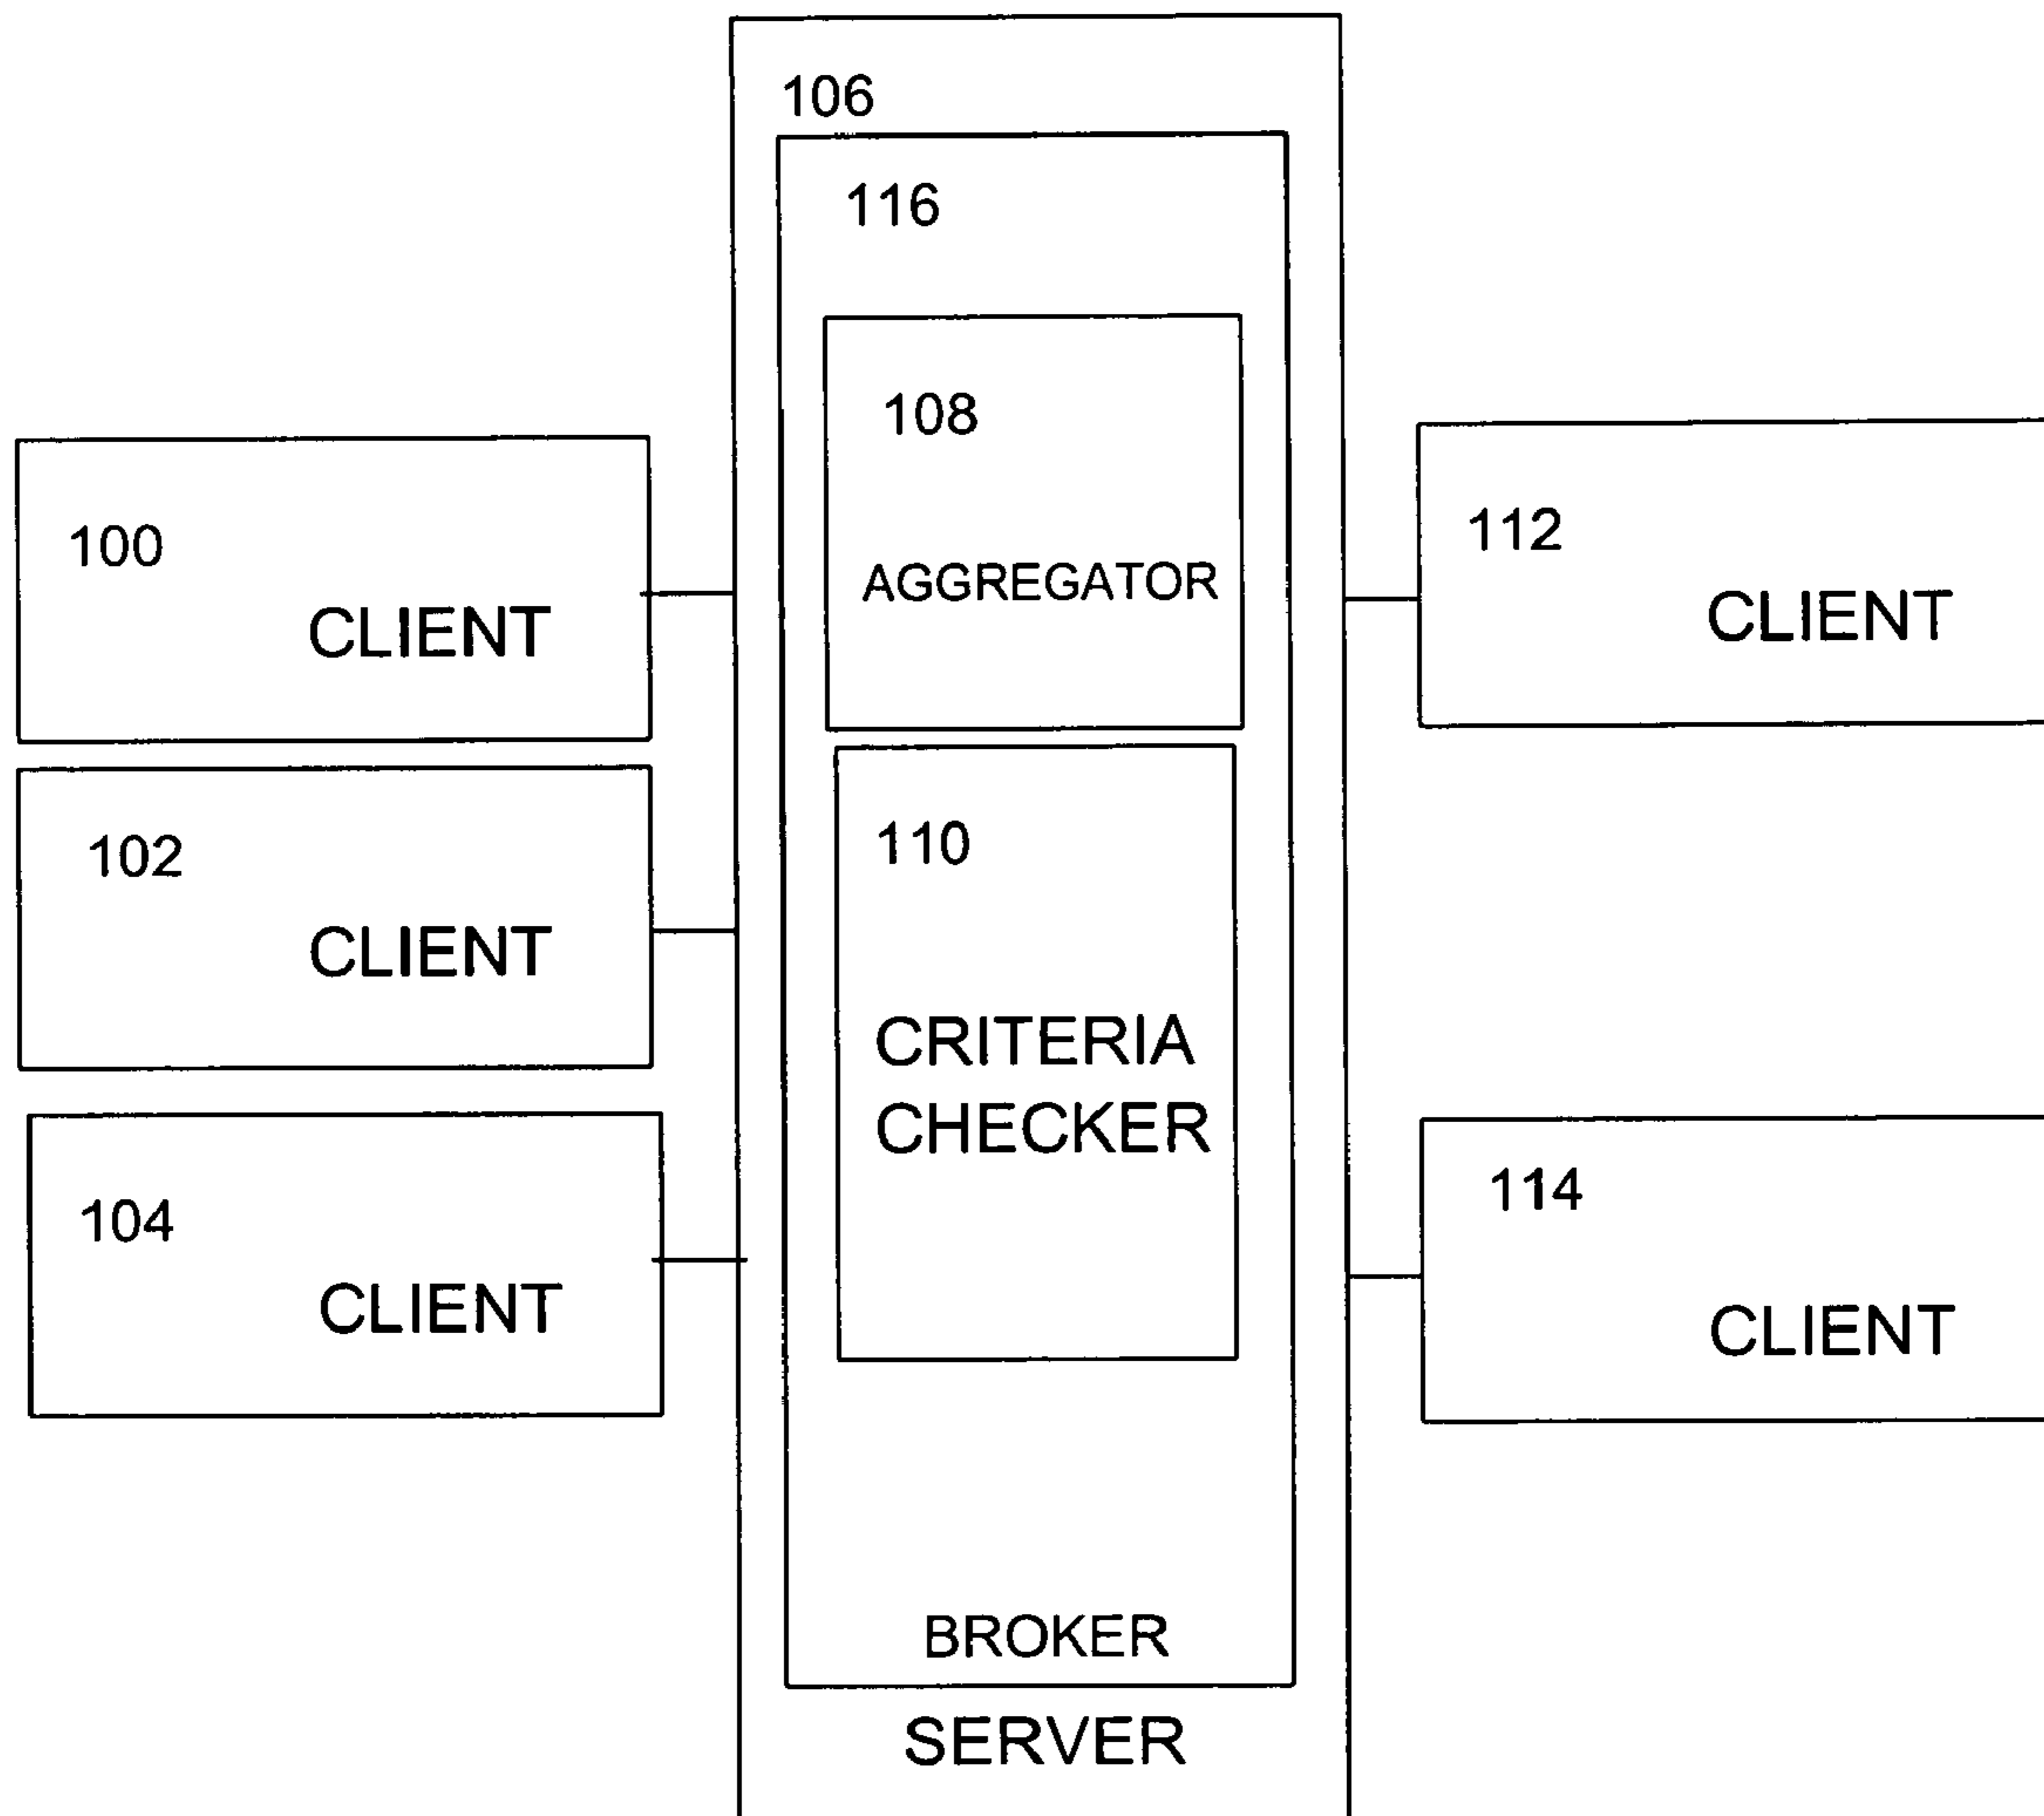 106
116
108
AGGREGATOR
100
CLIENT
112
CLIENT
102
CLIENT
110
CRITERIA
CHECKER
104
CLIENT
114
CLIENT
BROKER
SERVER